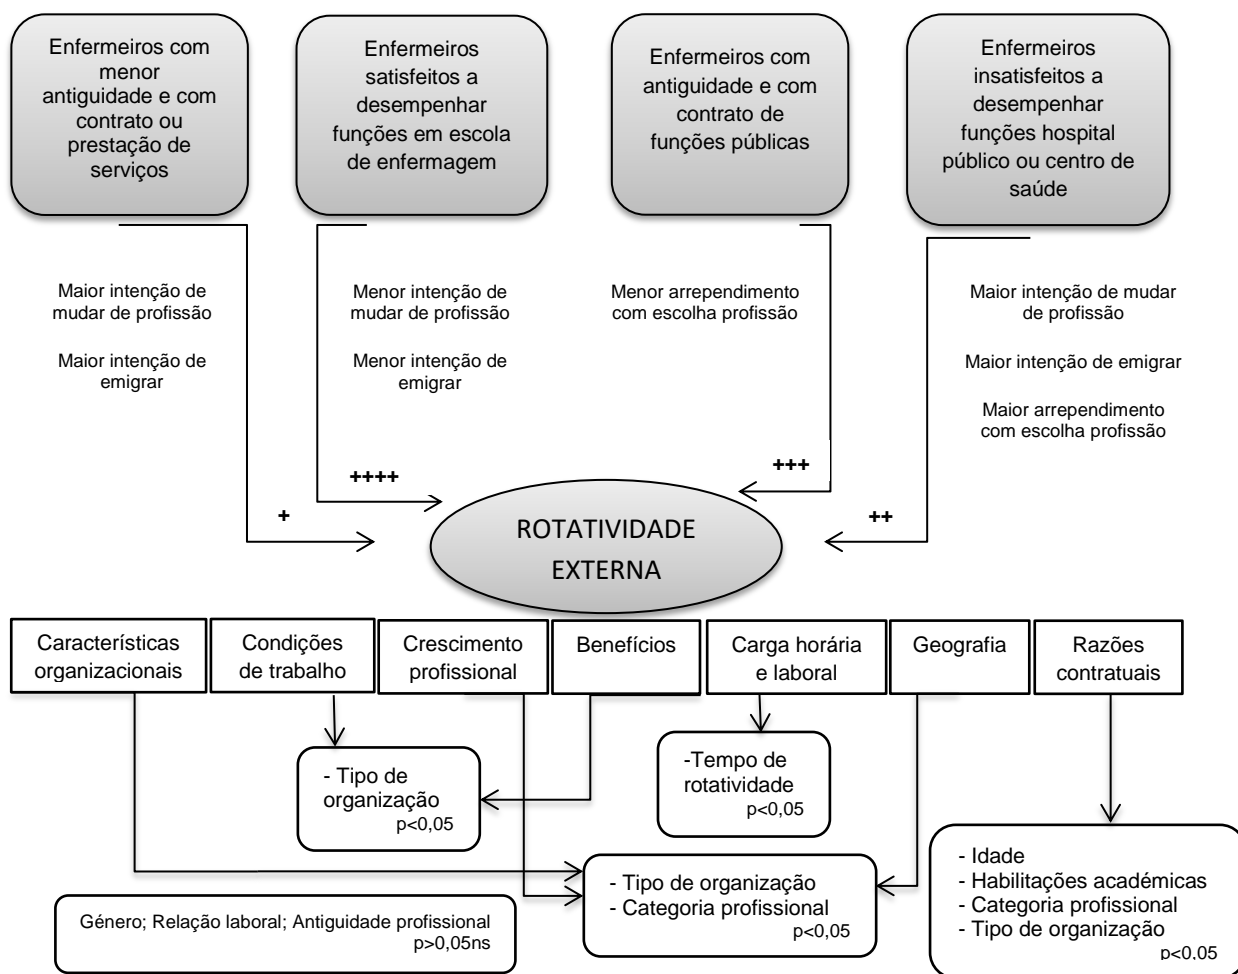 Enfermeiros com
menor
antiguidade e com
contrato ou
prestação de
serviços
Enfermeiros
satisfeitos a
desempenhar
funções em escola
de enfermagem
Enfermeiros com
antiguidade e com
contrato de
funções públicas
Enfermeiros
insatisfeitos a
desempenhar
funções hospital
público ou centro de
saúde
Maior intenção de
mudar de profissão
Maior intenção de
emigrar
Menor intenção de
mudar de profissão
Menor intenção de
emigrar
Menor arrependimento
com escolha profissão
Maior intenção de mudar
de profissão
Maior intenção de emigrar
Maior arrependimento
com escolha profissão
+
++++
+++
++
ROTATIVIDADE
EXTERNA
Características
organizacionais
Condições
de trabalho
Crescimento
profissional
Benefícios
Carga horária
e laboral
Geografia
Razões
contratuais
- Tipo de
organização
p<0,05
-Tempo de
rotatividade
p<0,05
- Tipo de organização
- Categoria profissional
p<0,05
- Idade
- Habilitações académicas
- Categoria profissional
- Tipo de organização
p<0.05
Género; Relação laboral; Antiguidade profissional
p>0,05ns